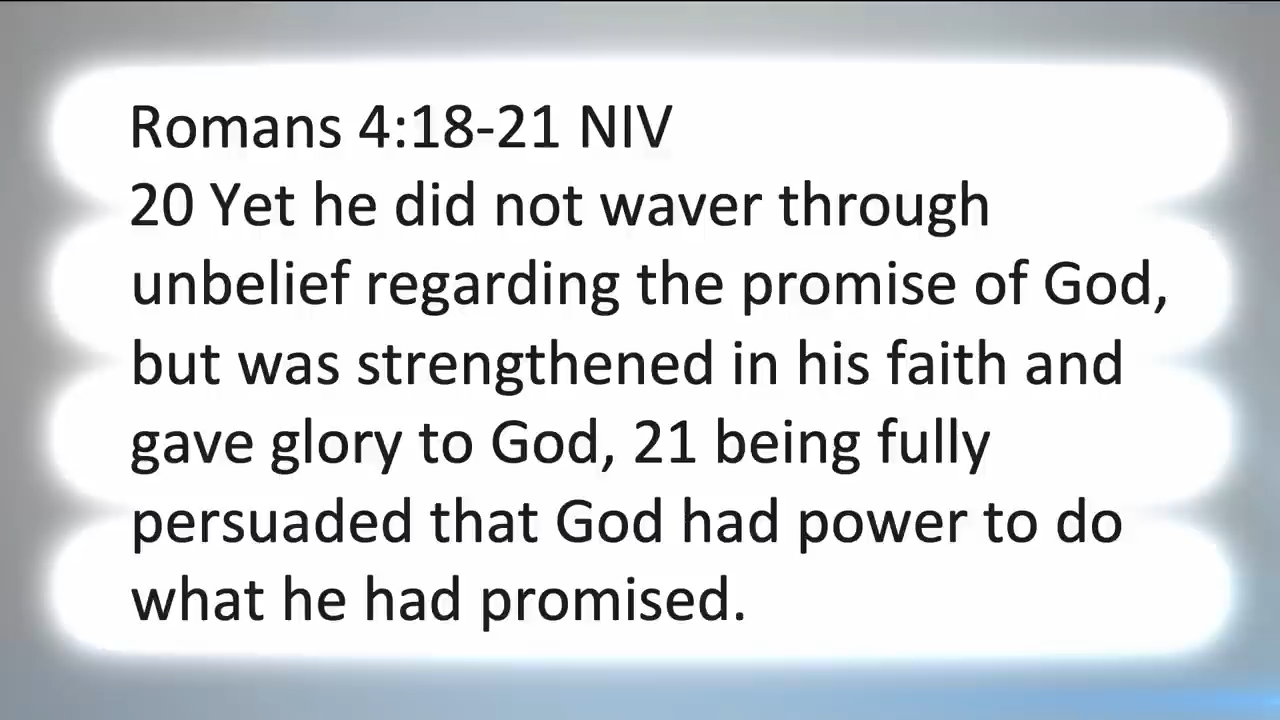 Romans 4:18-21 NIV
20 Yet he did not waver through
unbelief regarding the promise of God,
but was strengthened in his faith and
gave glory to God, 21 being fully
persuaded that God had power to do
what he had promised.